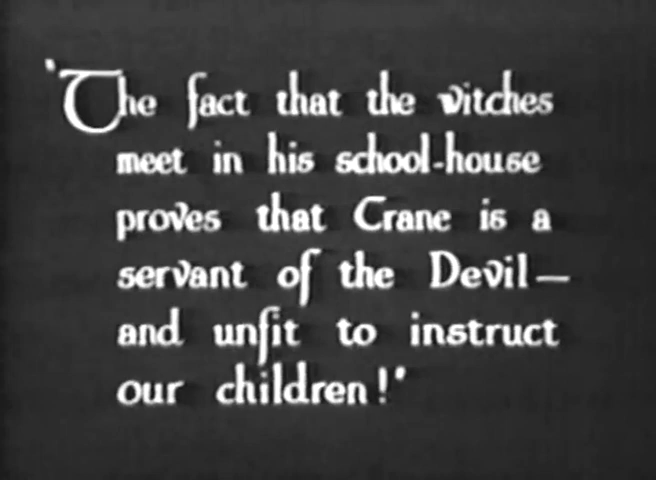 'The fact that the vitches
meet in his school-house
proves that Crane is a
servant of the Devil—
and unfit to instruct
our children!'